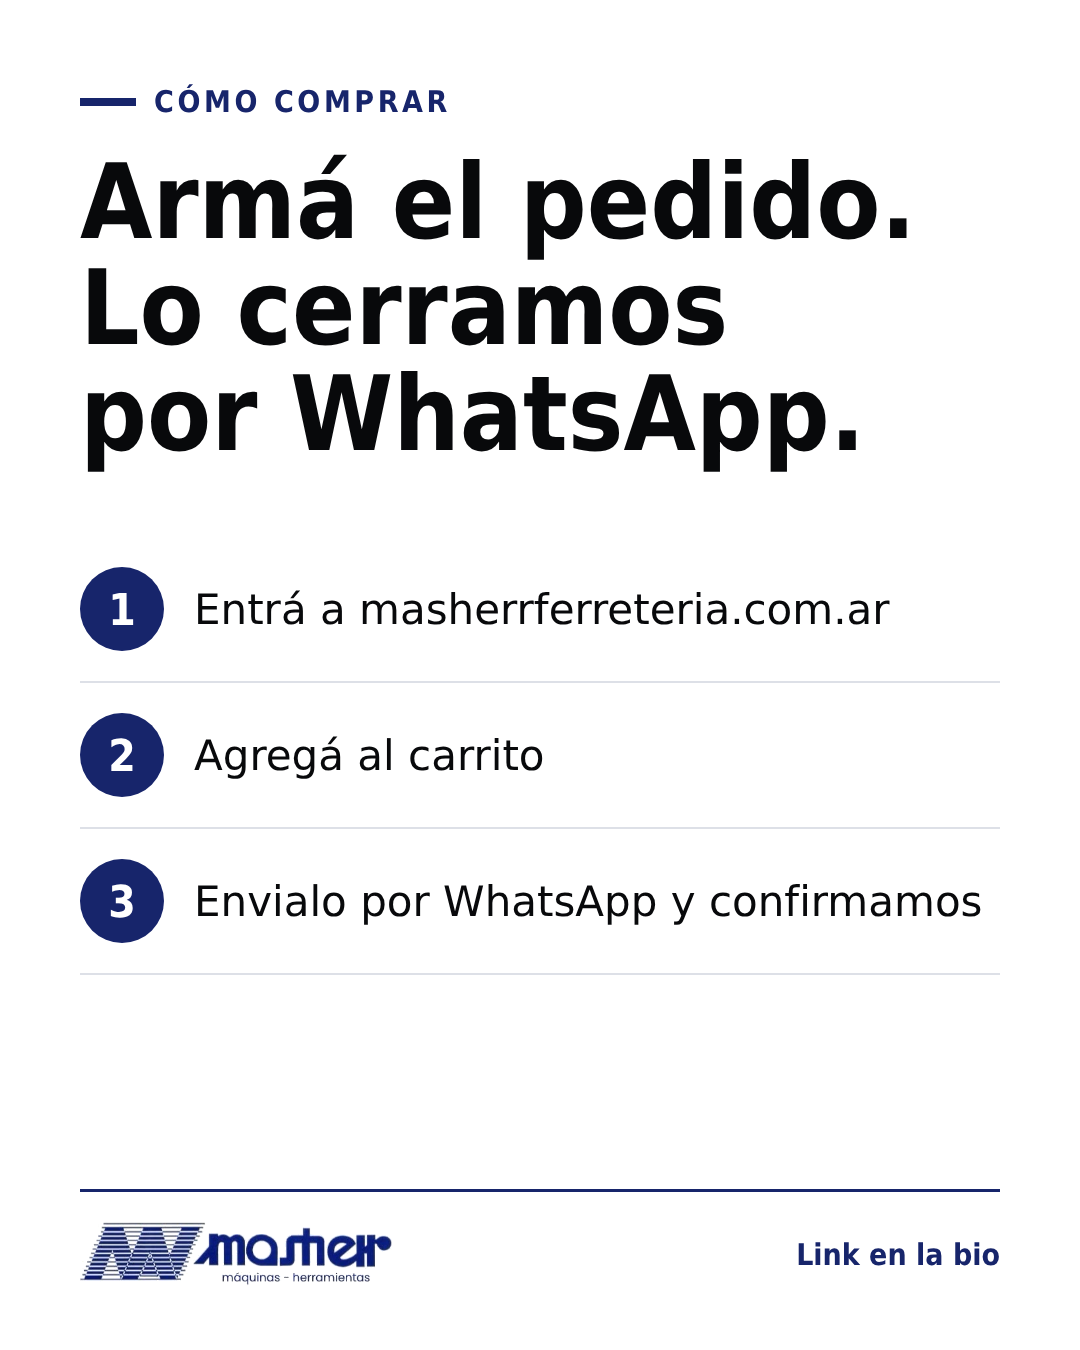 CÓMO COMPRAR
Armá el pedido.
Lo cerramos
por WhatsApp.
1 Entrá a masherrferreteria.com.ar
2 Agregá al carrito
3 Envialo por WhatsApp y confirmamos
masherr
máquinas - herramientas
Link en la bio